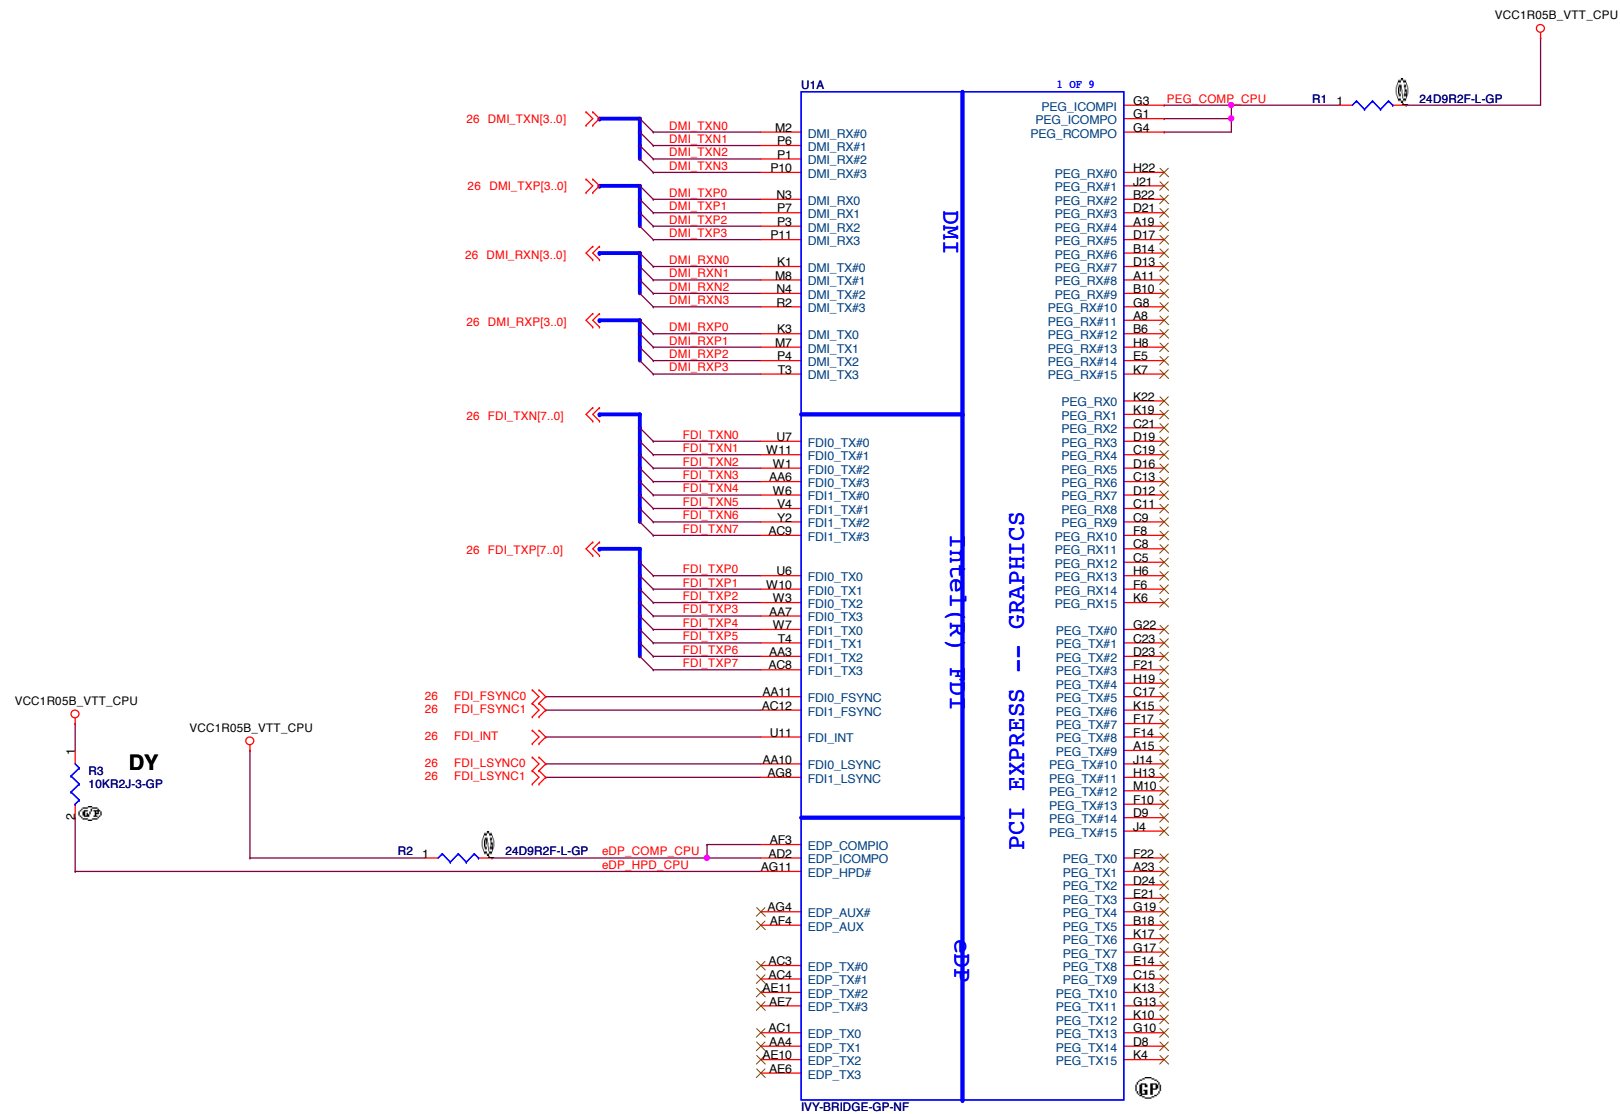 VCC1R05B_VTT_CPU
U1A
1 OF 9
PEG_ICOMPI G3 PEG_COMP_CPU R1 1 24D9R2F-L-GP
PEG_ICOMPO G1
PEG_RCOMPO G4
26 DMI_TXN[3..0]
DMI_TXN0 M2 DMI_RX#0
DMI_TXN1 P6 DMI_RX#1
DMI_TXN2 P1 DMI_RX#2
DMI_TXN3 P10 DMI_RX#3
26 DMI_TXP[3..0]
DMI_TXP0 N3 DMI_RX0
DMI_TXP1 P7 DMI_RX1
DMI_TXP2 P3 DMI_RX2
DMI_TXP3 P11 DMI_RX3
26 DMI_RXN[3..0]
DMI_RXN0 K1 DMI_TX#0
DMI_RXN1 M8 DMI_TX#1
DMI_RXN2 N4 DMI_TX#2
DMI_RXN3 R2 DMI_TX#3
26 DMI_RXP[3..0]
DMI_RXP0 K3 DMI_TX0
DMI_RXP1 M7 DMI_TX1
DMI_RXP2 P4 DMI_TX2
DMI_RXP3 T3 DMI_TX3
DMI
26 FDI_TXN[7..0]
FDI_TXN0 U7 FDI0_TX#0
FDI_TXN1 W11 FDI0_TX#1
FDI_TXN2 W1 FDI0_TX#2
FDI_TXN3 AA6 FDI0_TX#3
FDI_TXN4 W6 FDI1_TX#0
FDI_TXN5 V4 FDI1_TX#1
FDI_TXN6 Y2 FDI1_TX#2
FDI_TXN7 AC9 FDI1_TX#3
26 FDI_TXP[7..0]
FDI_TXP0 U6 FDI0_TX0
FDI_TXP1 W10 FDI0_TX1
FDI_TXP2 W3 FDI0_TX2
FDI_TXP3 AA7 FDI0_TX3
FDI_TXP4 W7 FDI1_TX0
FDI_TXP5 T4 FDI1_TX1
FDI_TXP6 AA3 FDI1_TX2
FDI_TXP7 AC8 FDI1_TX3
26 FDI_FSYNC0 AA11 FDI0_FSYNC
26 FDI_FSYNC1 AC12 FDI1_FSYNC
26 FDI_INT U11 FDI_INT
26 FDI_LSYNC0 AA10 FDI0_LSYNC
26 FDI_LSYNC1 AG8 FDI1_LSYNC
Intel(R) FDI
VCC1R05B_VTT_CPU
VCC1R05B_VTT_CPU
1
DY
R3
10KR2J-3-GP
2
G/P
R2 1 24D9R2F-L-GP eDP_COMP_CPU
eDP_HPD_CPU
AF3 EDP_COMPIO
AD2 EDP_ICOMPO
AG11 EDP_HPD#
AG4 EDP_AUX#
AF4 EDP_AUX
AC3 EDP_TX#0
AC4 EDP_TX#1
AE11 EDP_TX#2
AE7 EDP_TX#3
AC1 EDP_TX0
AA4 EDP_TX1
AE10 EDP_TX2
AE6 EDP_TX3
eDP
PCI EXPRESS -- GRAPHICS
PEG_RX#0 H22
PEG_RX#1 J21
PEG_RX#2 B22
PEG_RX#3 D21
PEG_RX#4 A19
PEG_RX#5 D17
PEG_RX#6 B14
PEG_RX#7 D13
PEG_RX#8 A11
PEG_RX#9 B10
PEG_RX#10 G8
PEG_RX#11 A8
PEG_RX#12 B6
PEG_RX#13 H8
PEG_RX#14 E5
PEG_RX#15 K7
PEG_RX0 K22
PEG_RX1 K19
PEG_RX2 C21
PEG_RX3 D19
PEG_RX4 C19
PEG_RX5 D16
PEG_RX6 C13
PEG_RX7 D12
PEG_RX8 C11
PEG_RX9 C9
PEG_RX10 F8
PEG_RX11 C8
PEG_RX12 C5
PEG_RX13 H6
PEG_RX14 F6
PEG_RX15 K6
PEG_TX#0 G22
PEG_TX#1 C23
PEG_TX#2 D23
PEG_TX#3 F21
PEG_TX#4 H19
PEG_TX#5 C17
PEG_TX#6 K15
PEG_TX#7 F17
PEG_TX#8 F14
PEG_TX#9 A15
PEG_TX#10 J14
PEG_TX#11 H13
PEG_TX#12 M10
PEG_TX#13 F10
PEG_TX#14 D9
PEG_TX#15 J4
PEG_TX0 F22
PEG_TX1 A23
PEG_TX2 D24
PEG_TX3 E21
PEG_TX4 G19
PEG_TX5 B18
PEG_TX6 K17
PEG_TX7 G17
PEG_TX8 E14
PEG_TX9 C15
PEG_TX10 K13
PEG_TX11 G13
PEG_TX12 K10
PEG_TX13 G10
PEG_TX14 D8
PEG_TX15 K4
GP
IVY-BRIDGE-GP-NF